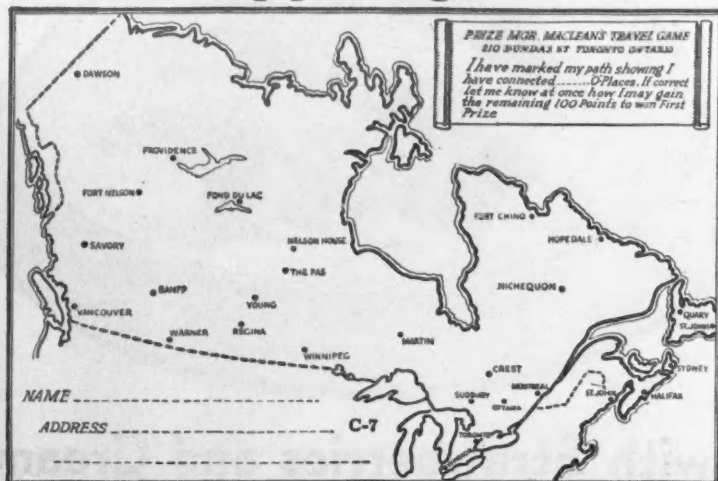 PRIZE MGR. MACLEAN'S TRAVEL GAME
210 DUNDAS ST TORONTO ONTARIO
I have marked my path showing I
have connected........O'Places. If correct
let me know at once how I may gain
the remaining 100 Points to win First
Prize
DAWSON
PROVIDENCE
FORT NELSON
FOND DU LAC
FORT CHINO
SAVORY
NELSON HOUSE
HOPEDALE
THE PAS
BANFF
YOUNG
NICHEQUON
VANCOUVER
QUARY
ST. JOHNS
WARNER
REGINA
MARTIN
WINNIPEG
CREST
SYDNEY
SUDBURY
MONTREAL
OTTAWA
ST. JOHN
HALIFAX
TORONTO
NAME
ADDRESS
C-7